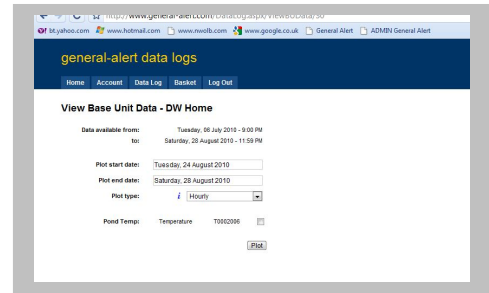 http://www.general-alert.com/DataLog.aspx/ViewBUData/30
bt.yahoo.com www.hotmail.com www.nwolb.com www.google.co.uk General Alert ADMIN General Alert
general-alert data logs
Home Account Data Log Basket Log Out
View Base Unit Data - DW Home
Data available from: Tuesday, 06 July 2010 - 9:00 PM
to: Saturday, 28 August 2010 - 11:59 PM
Plot start date: Tuesday, 24 August 2010
Plot end date: Saturday, 28 August 2010
Plot type: i Hourly
Pond Temp: Temperature T0002006
Plot